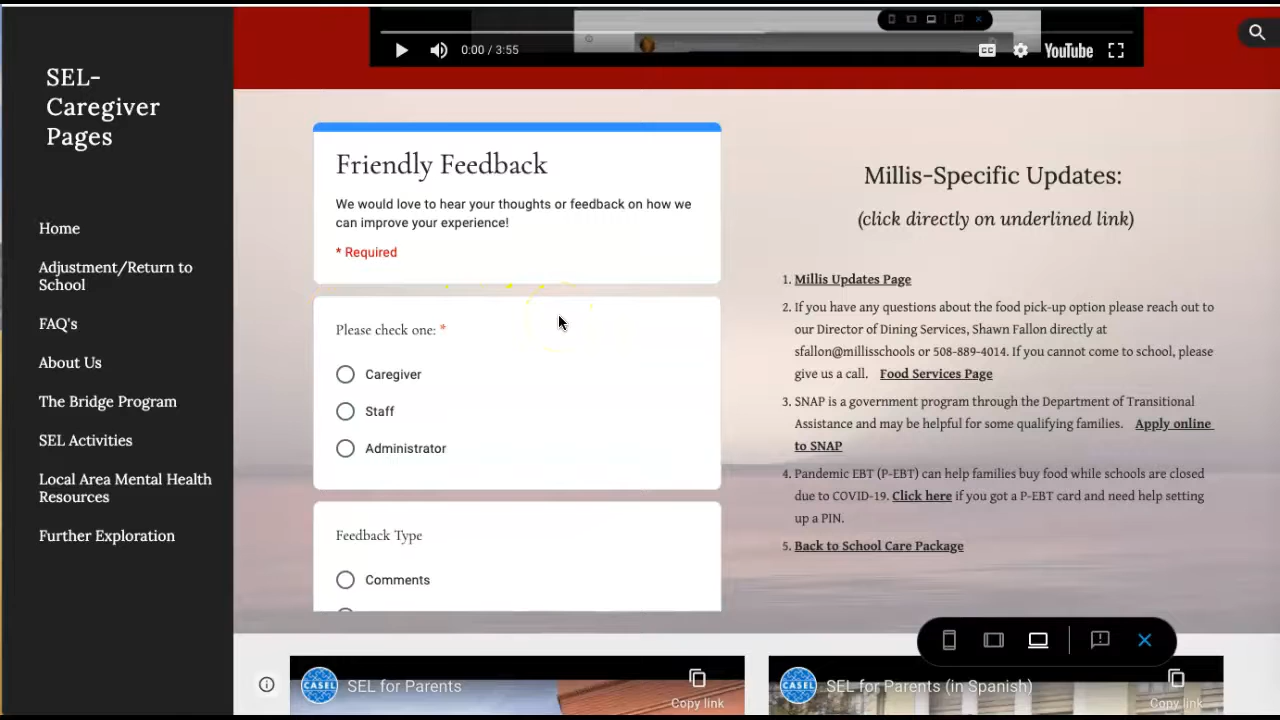 SEL-
Caregiver
Pages
Home
Adjustment/Return to
School
FAQ's
About Us
The Bridge Program
SEL Activities
Local Area Mental Health
Resources
Further Exploration
0:00 / 3:55
CC
YouTube
Friendly Feedback
We would love to hear your thoughts or feedback on how we
can improve your experience!
* Required
Please check one: *
Caregiver
Staff
Administrator
Feedback Type
Comments
Millis-Specific Updates:
(click directly on underlined link)
1. Millis Updates Page
2. If you have any questions about the food pick-up option please reach out to
our Director of Dining Services, Shawn Fallon directly at
sfallon@millisschools or 508-889-4014. If you cannot come to school, please
give us a call. Food Services Page
3. SNAP is a government program through the Department of Transitional
Assistance and may be helpful for some qualifying families. Apply online
to SNAP
4. Pandemic EBT (P-EBT) can help families buy food while schools are closed
due to COVID-19. Click here if you got a P-EBT card and need help setting
up a PIN.
5. Back to School Care Package
CASEL
SEL for Parents
Copy link
CASEL
SEL for Parents (in Spanish)
Copy link